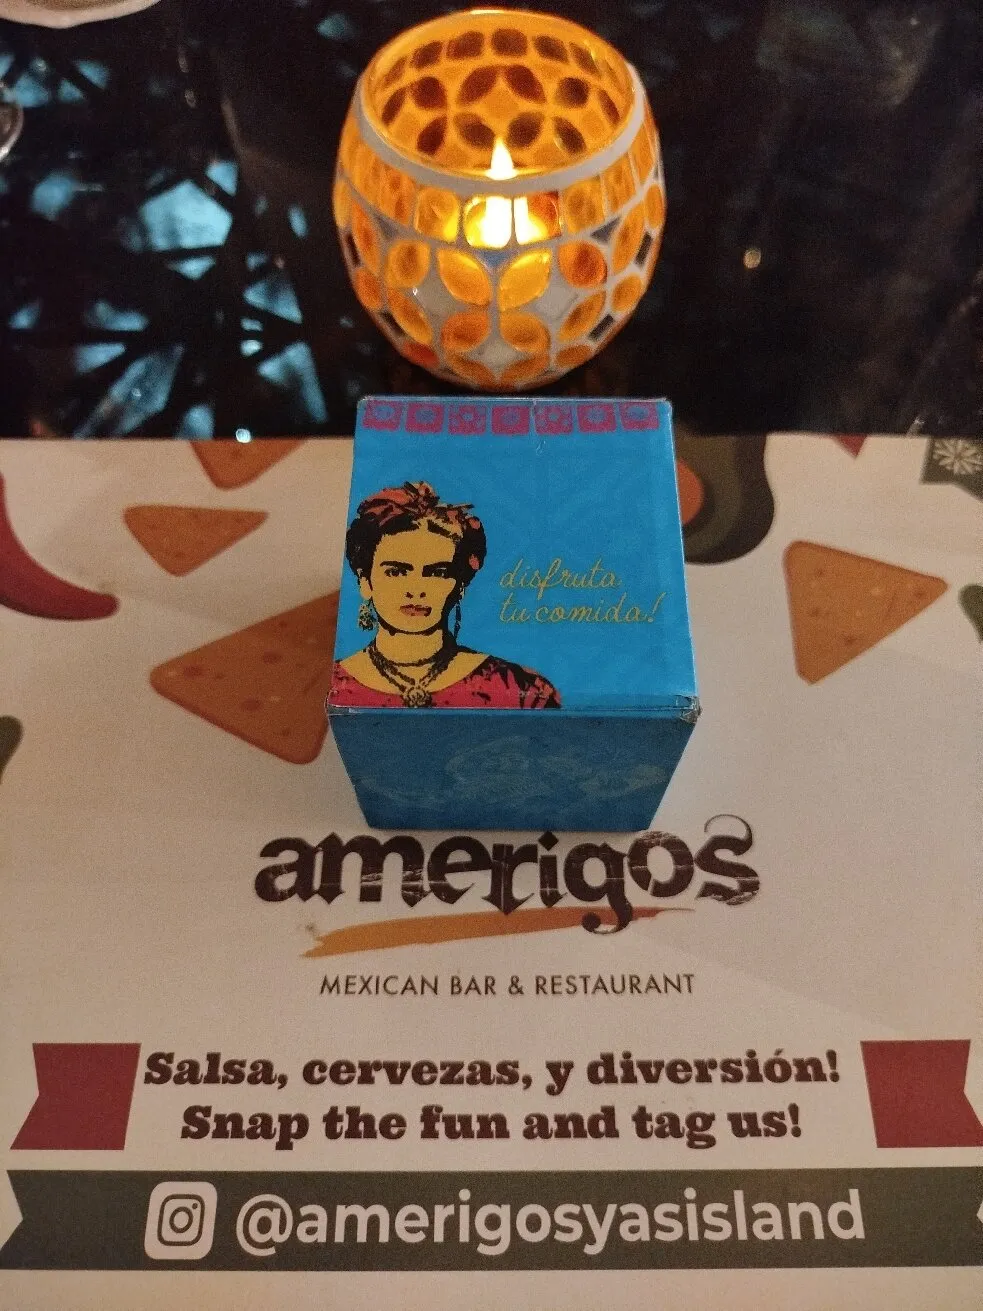 disfruta
tu comida!
amerigos
MEXICAN BAR & RESTAURANT
Salsa, cervezas, y diversión!
Snap the fun and tag us!
@amerigosyasisland